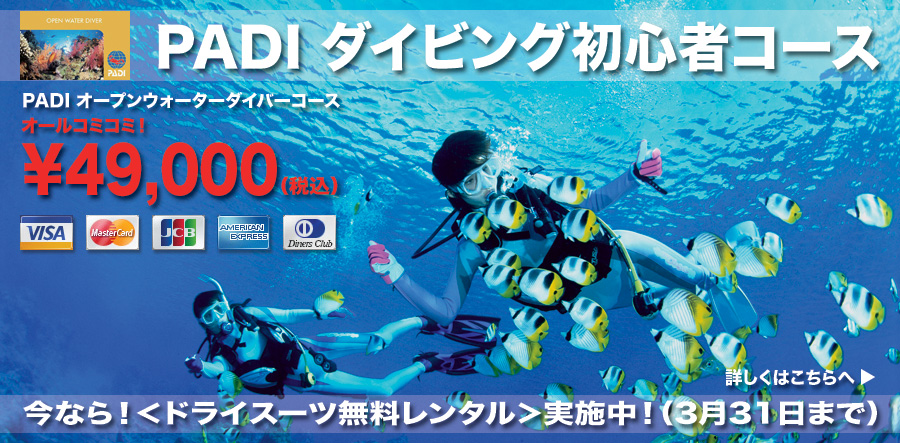 OPEN WATER DIVER
PADI
PADI ダイビング初心者コース
PADI オープンウォーターダイバーコース
オールコミコミ！
¥49,000(税込)
VISA
MasterCard
JCB
AMERICAN EXPRESS
Diners Club
詳しくはこちらへ ▶
今なら！＜ドライスーツ無料レンタル＞実施中！（3月31日まで）